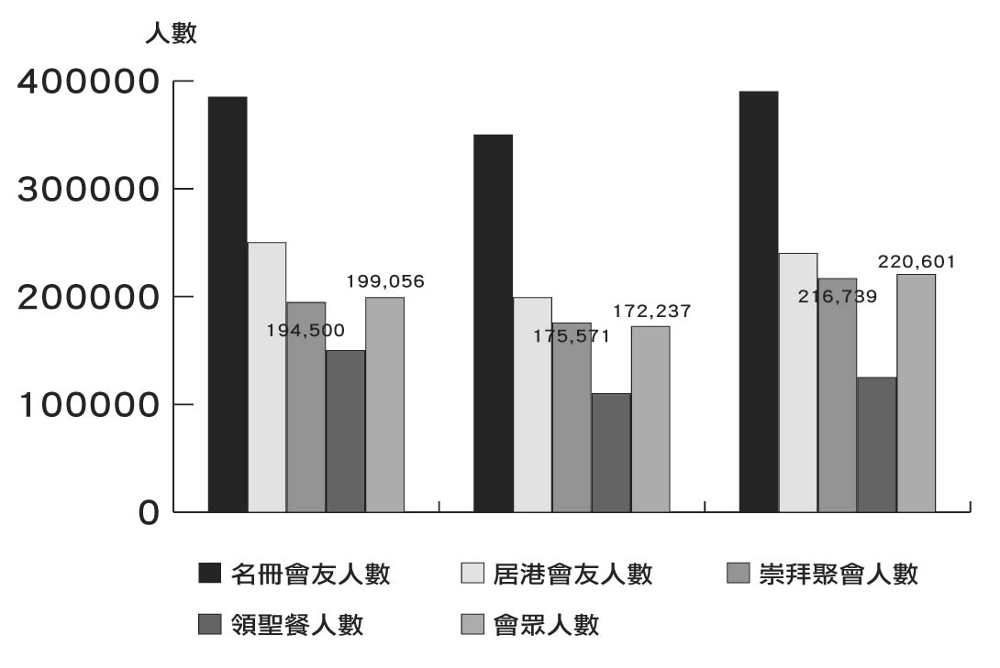 人數
400000
300000
200000
100000
0
199,056
194,500
172,237
175,571
220,601
216,739
名冊會友人數
居港會友人數
崇拜聚會人數
領聖餐人數
會眾人數